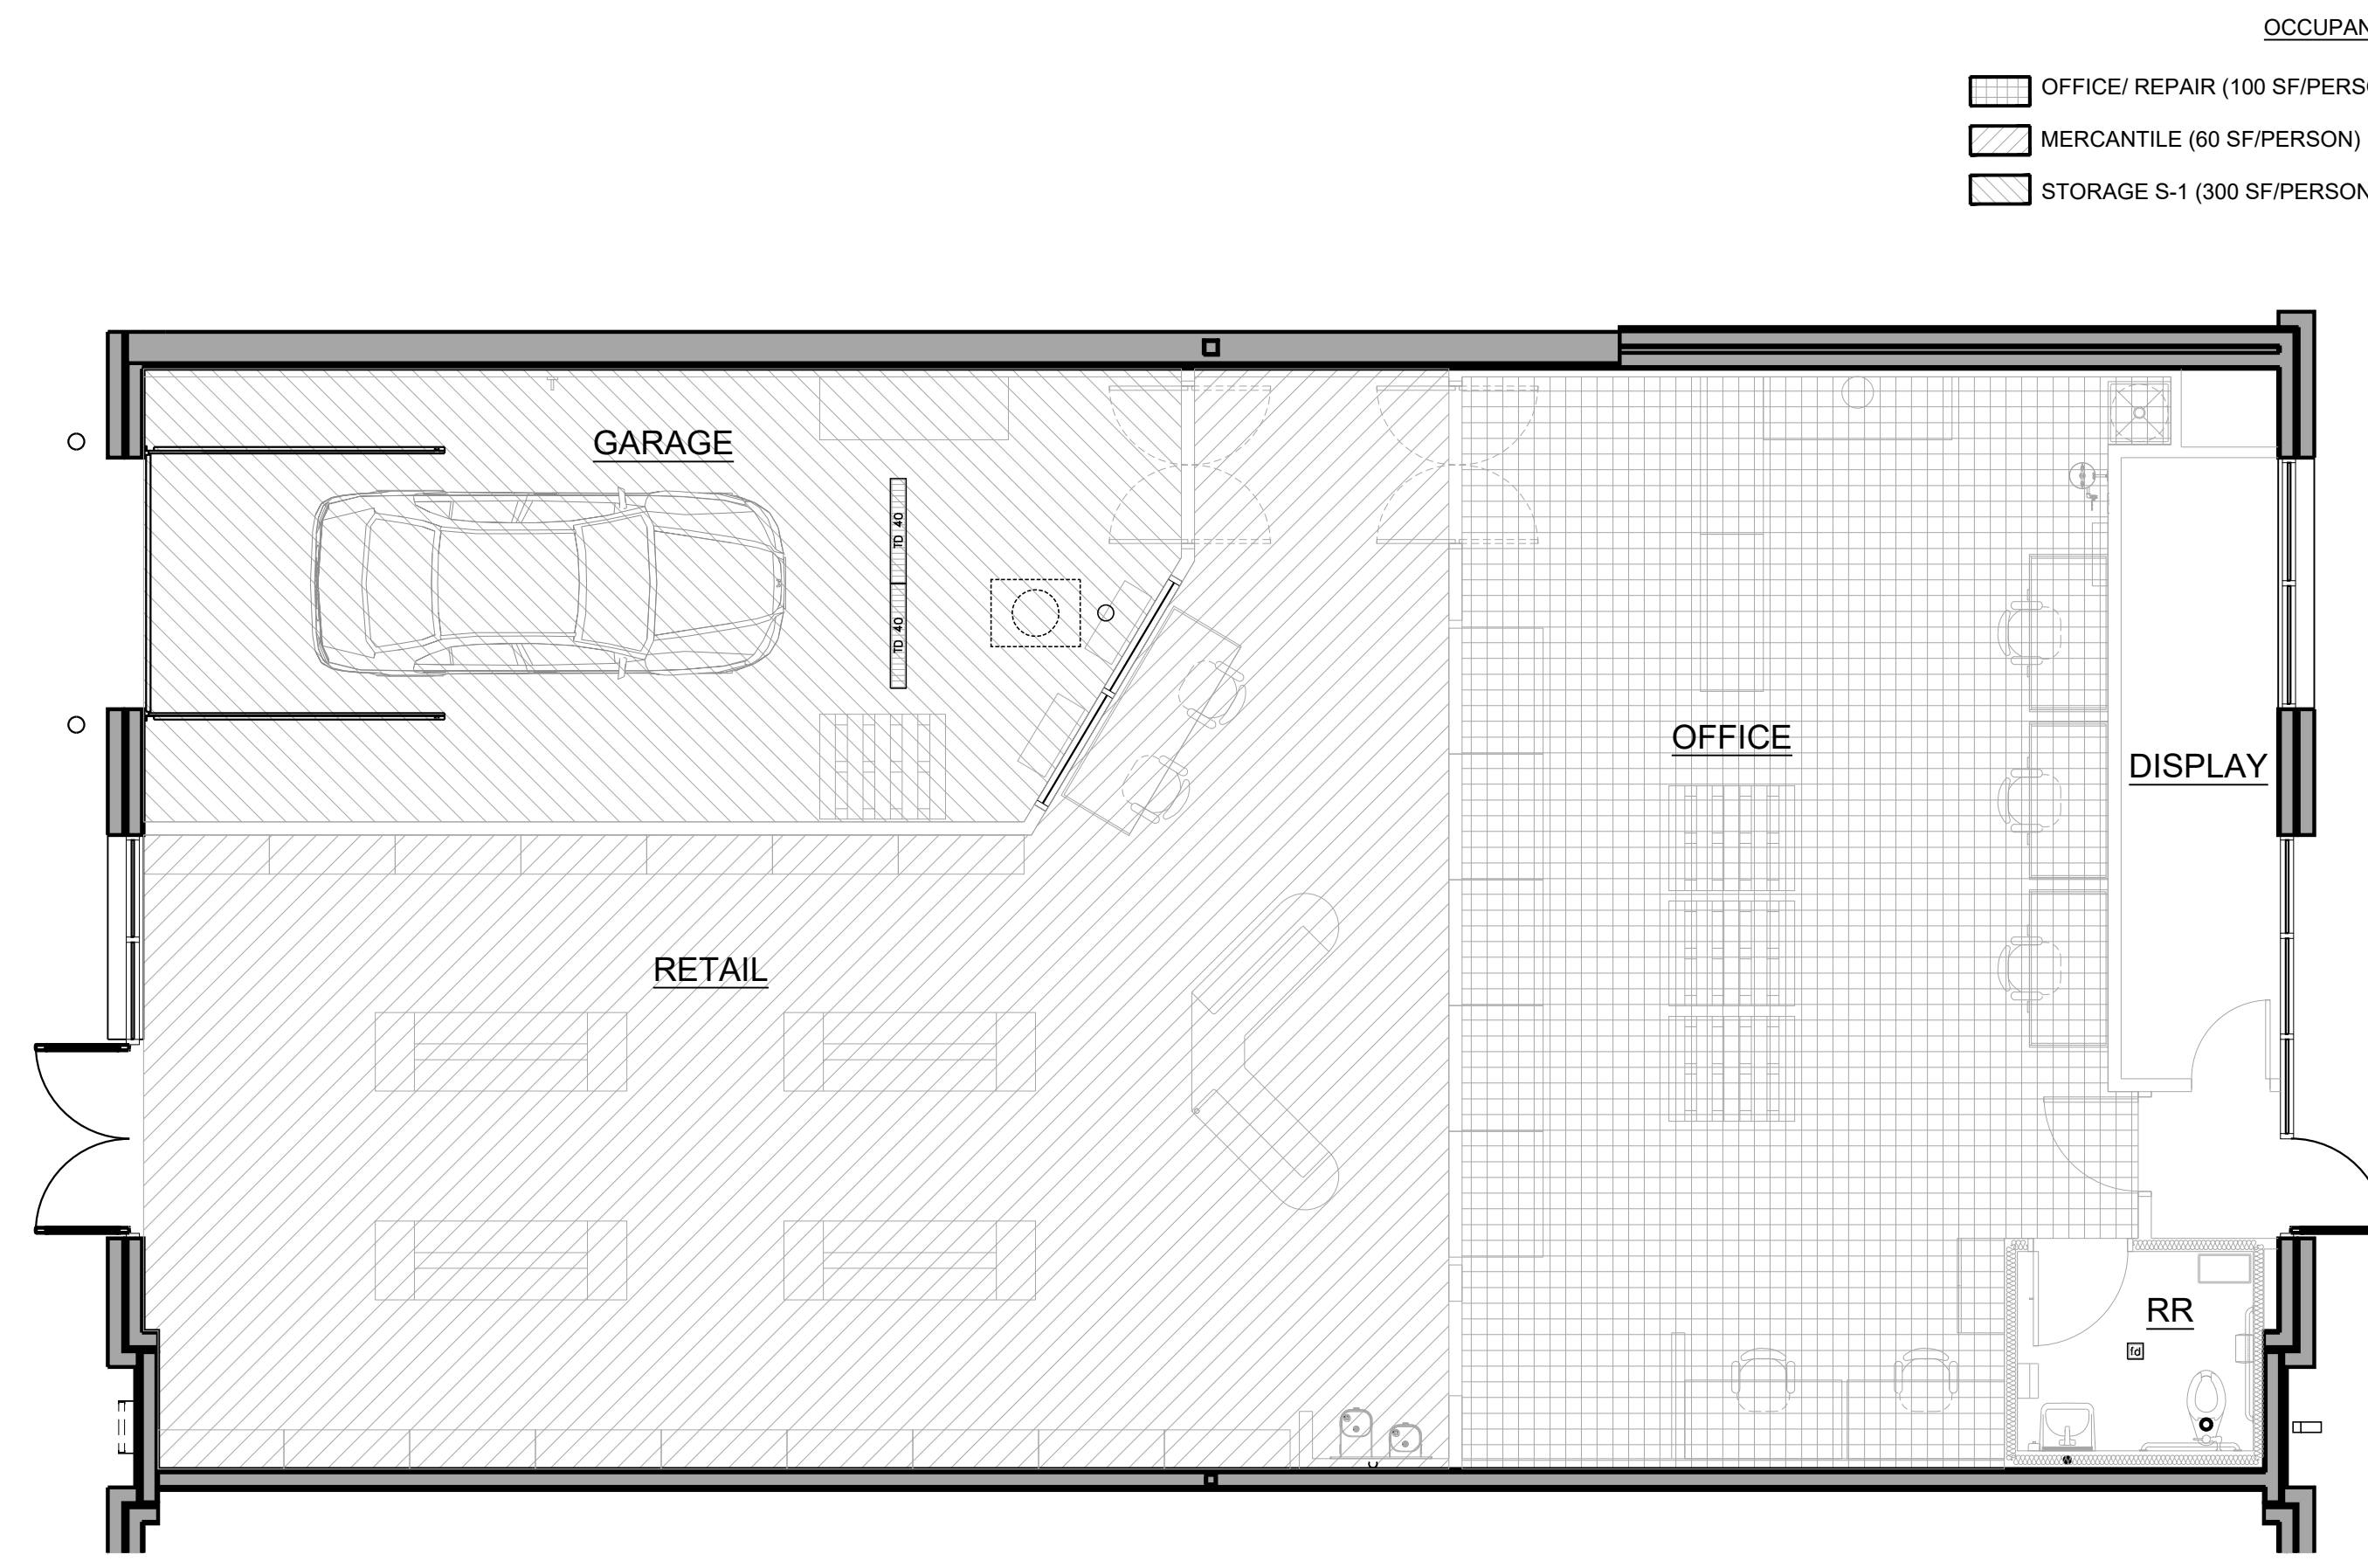 OCCUPAN
OFFICE/ REPAIR (100 SF/PERSO
MERCANTILE (60 SF/PERSON)
STORAGE S-1 (300 SF/PERSON
GARAGE
TD 40
TD 40
OFFICE
DISPLAY
RETAIL
RR
fd